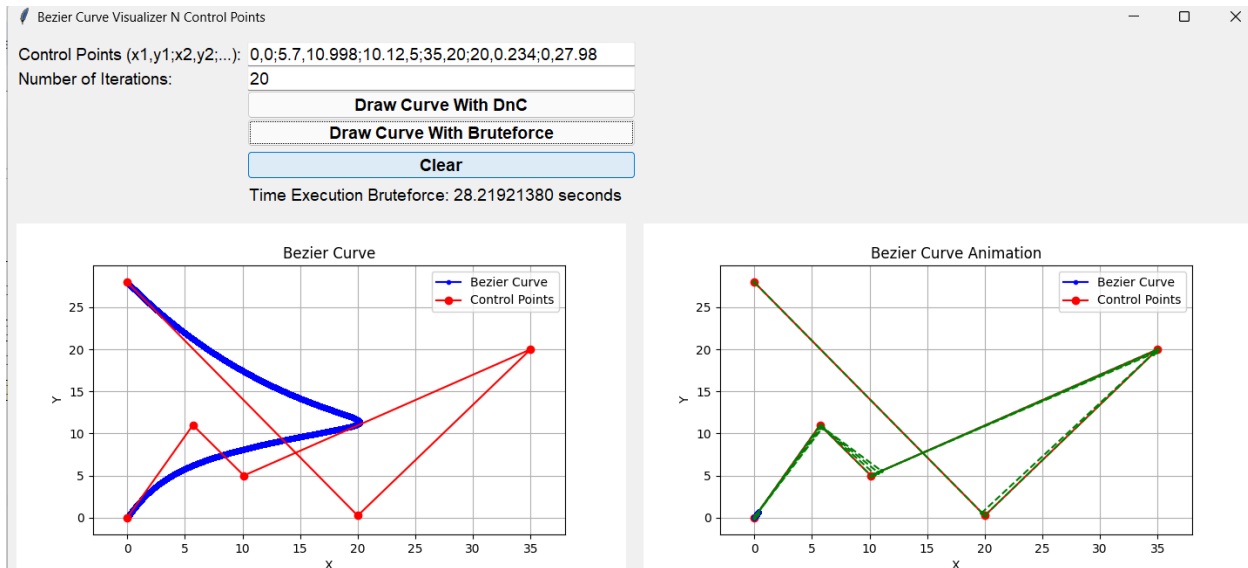 Bezier Curve Visualizer N Control Points
Control Points (x1,y1;x2,y2;...): 0,0;5.7,10.998;10.12,5;35,20;20,0.234;0,27.98
Number of Iterations: 20
Draw Curve With DnC
Draw Curve With Bruteforce
Clear
Time Execution Bruteforce: 28.21921380 seconds
Bezier Curve
Bezier Curve
Control Points
25
20
15
10
5
0
Y
0 5 10 15 20 25 30 35
X
Bezier Curve Animation
Bezier Curve
Control Points
25
20
15
10
5
0
Y
0 5 10 15 20 25 30 35
X